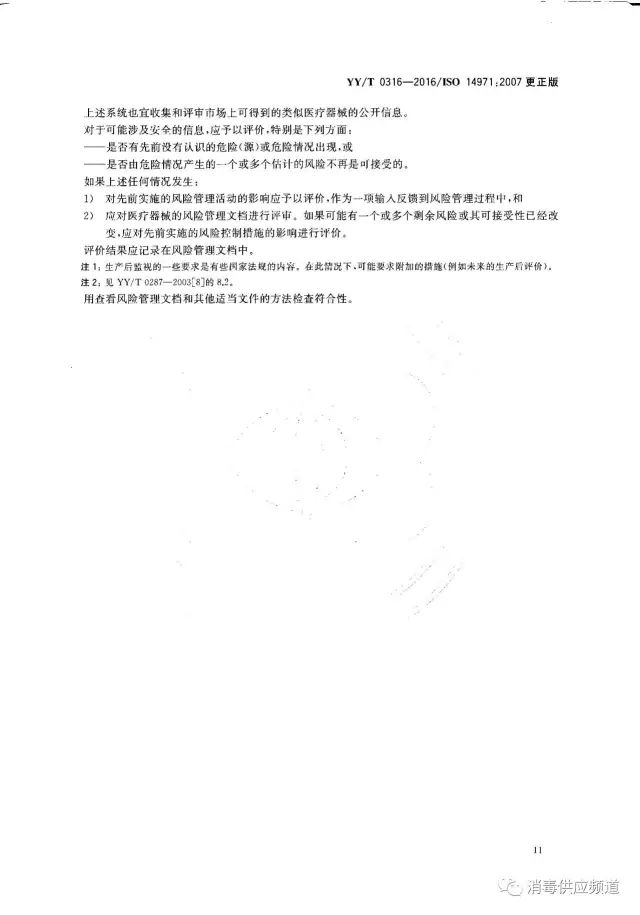 YY/T 0316—2016/ISO 14971:2007 更正版
上述系统也宜收集和评审市场上可得到的类似医疗器械的公开信息。
对于可能涉及安全的信息,应予以评价,特别是下列方面:
——是否有先前没有认识的危险(源)或危险情况出现,或
——是否由危险情况产生的一个或多个估计的风险不再是可接受的。
如果上述任何情况发生:
1) 对先前实施的风险管理活动的影响应予以评价,作为一项输入反馈到风险管理过程中,和
2) 应对医疗器械的风险管理文档进行评审。如果可能有一个或多个剩余风险或其可接受性已经改
变,应对先前实施的风险控制措施的影响进行评价。
评价结果应记录在风险管理文档中。
注1:生产后监视的一些要求是有些国家法规的内容。在此情况下,可能要求附加的措施(例如未来的生产后评价)。
注2:见 YY/T 0287—2003[8]的 8.2。
用查看风险管理文档和其他适当文件的方法检查符合性。
11
消毒供应频道